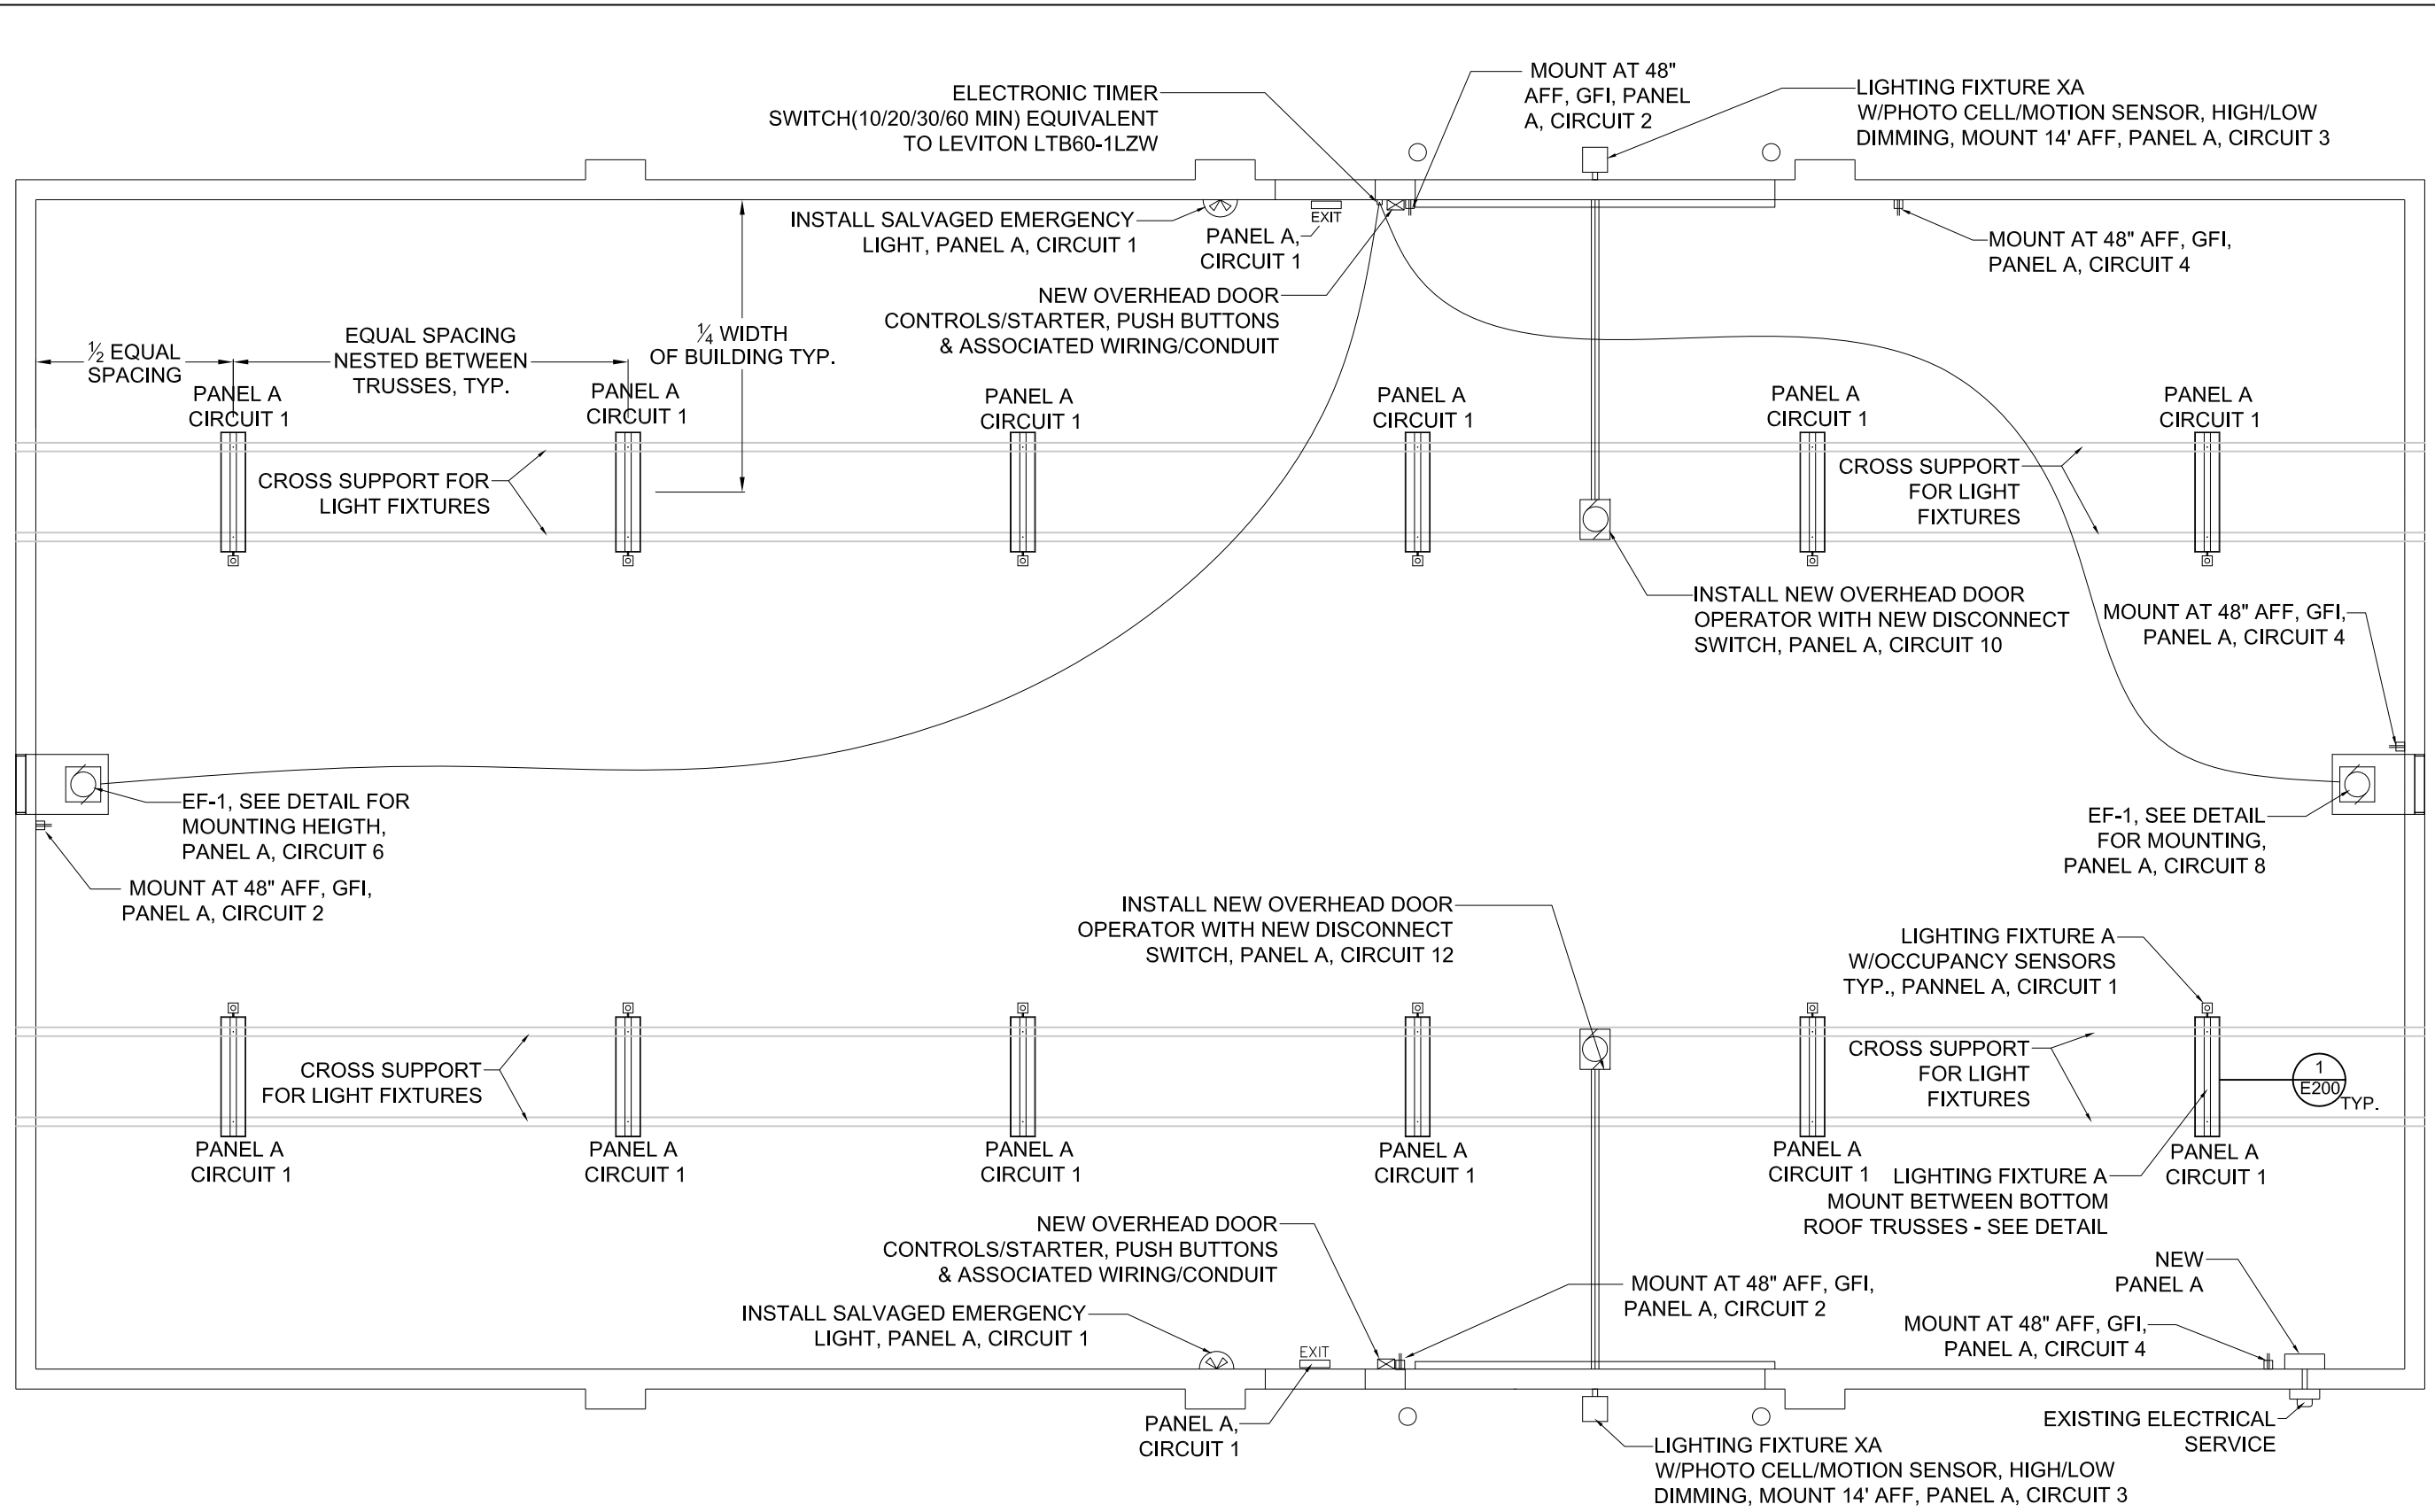 ELECTRONIC TIMER
SWITCH(10/20/30/60 MIN) EQUIVALENT
TO LEVITON LTB60-1LZW
MOUNT AT 48"
AFF, GFI, PANEL
A, CIRCUIT 2
LIGHTING FIXTURE XA
W/PHOTO CELL/MOTION SENSOR, HIGH/LOW
DIMMING, MOUNT 14' AFF, PANEL A, CIRCUIT 3
INSTALL SALVAGED EMERGENCY
LIGHT, PANEL A, CIRCUIT 1
EXIT
PANEL A,
CIRCUIT 1
MOUNT AT 48" AFF, GFI,
PANEL A, CIRCUIT 4
NEW OVERHEAD DOOR
CONTROLS/STARTER, PUSH BUTTONS
& ASSOCIATED WIRING/CONDUIT
½ EQUAL
SPACING
EQUAL SPACING
NESTED BETWEEN
TRUSSES, TYP.
¼ WIDTH
OF BUILDING TYP.
PANEL A
CIRCUIT 1
PANEL A
CIRCUIT 1
PANEL A
CIRCUIT 1
PANEL A
CIRCUIT 1
PANEL A
CIRCUIT 1
PANEL A
CIRCUIT 1
CROSS SUPPORT FOR
LIGHT FIXTURES
CROSS SUPPORT
FOR LIGHT
FIXTURES
INSTALL NEW OVERHEAD DOOR
OPERATOR WITH NEW DISCONNECT
SWITCH, PANEL A, CIRCUIT 10
MOUNT AT 48" AFF, GFI,
PANEL A, CIRCUIT 4
EF-1, SEE DETAIL FOR
MOUNTING HEIGTH,
PANEL A, CIRCUIT 6
EF-1, SEE DETAIL
FOR MOUNTING,
PANEL A, CIRCUIT 8
MOUNT AT 48" AFF, GFI,
PANEL A, CIRCUIT 2
INSTALL NEW OVERHEAD DOOR
OPERATOR WITH NEW DISCONNECT
SWITCH, PANEL A, CIRCUIT 12
LIGHTING FIXTURE A
W/OCCUPANCY SENSORS
TYP., PANNEL A, CIRCUIT 1
CROSS SUPPORT
FOR LIGHT FIXTURES
CROSS SUPPORT
FOR LIGHT
FIXTURES
1
E200
TYP.
PANEL A
CIRCUIT 1
PANEL A
CIRCUIT 1
PANEL A
CIRCUIT 1
PANEL A
CIRCUIT 1
PANEL A
CIRCUIT 1
PANEL A
CIRCUIT 1
LIGHTING FIXTURE A
MOUNT BETWEEN BOTTOM
ROOF TRUSSES - SEE DETAIL
NEW OVERHEAD DOOR
CONTROLS/STARTER, PUSH BUTTONS
& ASSOCIATED WIRING/CONDUIT
NEW
PANEL A
MOUNT AT 48" AFF, GFI,
PANEL A, CIRCUIT 2
INSTALL SALVAGED EMERGENCY
LIGHT, PANEL A, CIRCUIT 1
MOUNT AT 48" AFF, GFI,
PANEL A, CIRCUIT 4
EXIT
PANEL A,
CIRCUIT 1
EXISTING ELECTRICAL
SERVICE
LIGHTING FIXTURE XA
W/PHOTO CELL/MOTION SENSOR, HIGH/LOW
DIMMING, MOUNT 14' AFF, PANEL A, CIRCUIT 3